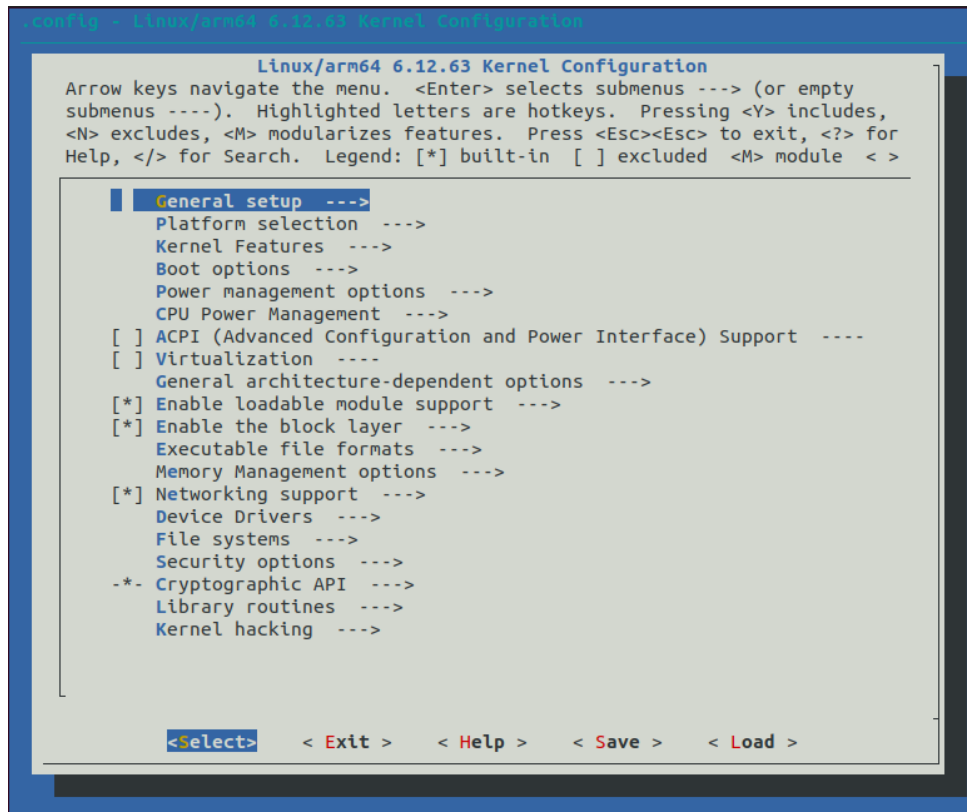 .config - Linux/arm64 6.12.63 Kernel Configuration
Linux/arm64 6.12.63 Kernel Configuration
Arrow keys navigate the menu.  <Enter> selects submenus ---> (or empty
submenus ----).  Highlighted letters are hotkeys.  Pressing <Y> includes,
<N> excludes, <M> modularizes features.  Press <Esc><Esc> to exit, <?> for
Help, </> for Search.  Legend: [*] built-in  [ ] excluded  <M> module  < >
General setup  --->
Platform selection  --->
Kernel Features  --->
Boot options  --->
Power management options  --->
CPU Power Management  --->
[ ] ACPI (Advanced Configuration and Power Interface) Support  ----
[ ] Virtualization  ----
General architecture-dependent options  --->
[*] Enable loadable module support  --->
[*] Enable the block layer  --->
Executable file formats  --->
Memory Management options  --->
[*] Networking support  --->
Device Drivers  --->
File systems  --->
Security options  --->
-*- Cryptographic API  --->
Library routines  --->
Kernel hacking  --->
<Select>    < Exit >    < Help >    < Save >    < Load >